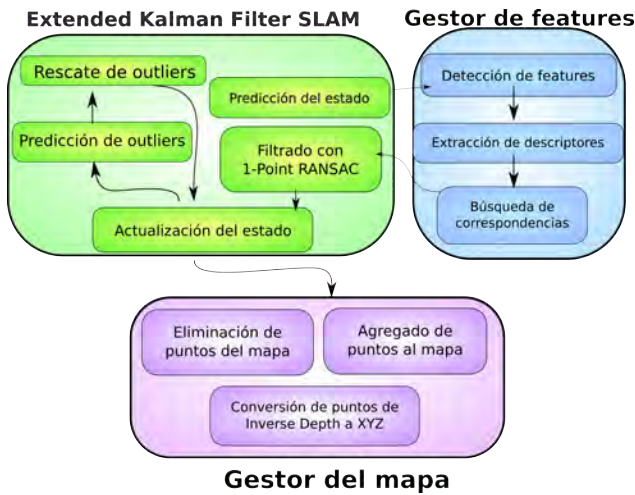 Extended Kalman Filter SLAM
Gestor de features
Rescate de outliers
Predicción del estado
Predicción de outliers
Filtrado con
1-Point RANSAC
Actualización del estado
Detección de features
Extracción de descriptores
Búsqueda de
correspondencias
Eliminación de
puntos del mapa
Agregado de
puntos al mapa
Conversión de puntos de
Inverse Depth a XYZ
Gestor del mapa